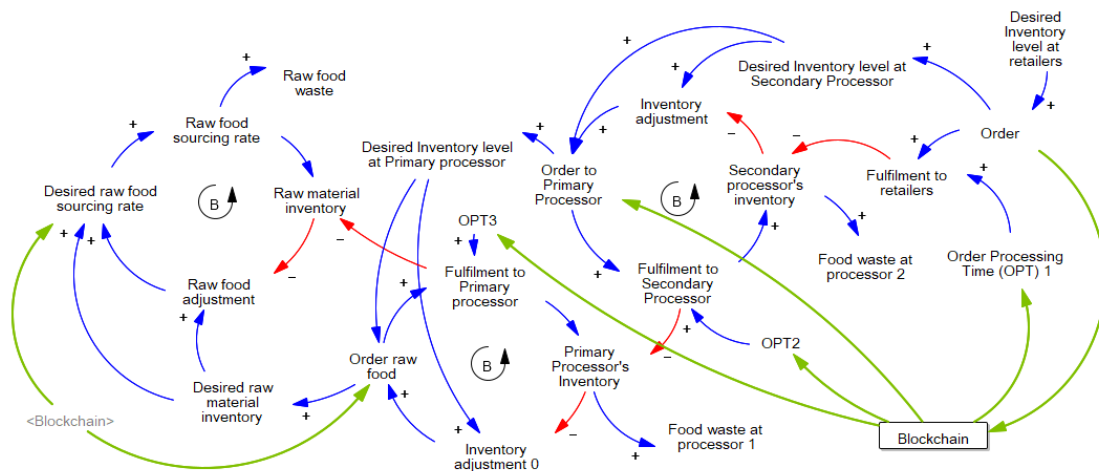 Desired
Inventory
level at
retailers
Raw food
waste
Desired Inventory level at
Secondary Processor
Raw food
sourcing rate
Inventory
adjustment
Order
Desired Inventory level
at Primary processor
Desired raw food
sourcing rate
Raw material
inventory
B
Order to
Primary
Processor
B
Secondary
processor's
inventory
Fulfilment to
retailers
OPT3
Fulfilment to
Primary
processor
Fulfilment to
Secondary
Processor
Food waste at
processor 2
Order Processing
Time (OPT) 1
Raw food
adjustment
Order raw
food
B
Primary
Processor's
Inventory
OPT2
Desired raw
material
inventory
<Blockchain>
Inventory
adjustment 0
Food waste at
processor 1
Blockchain